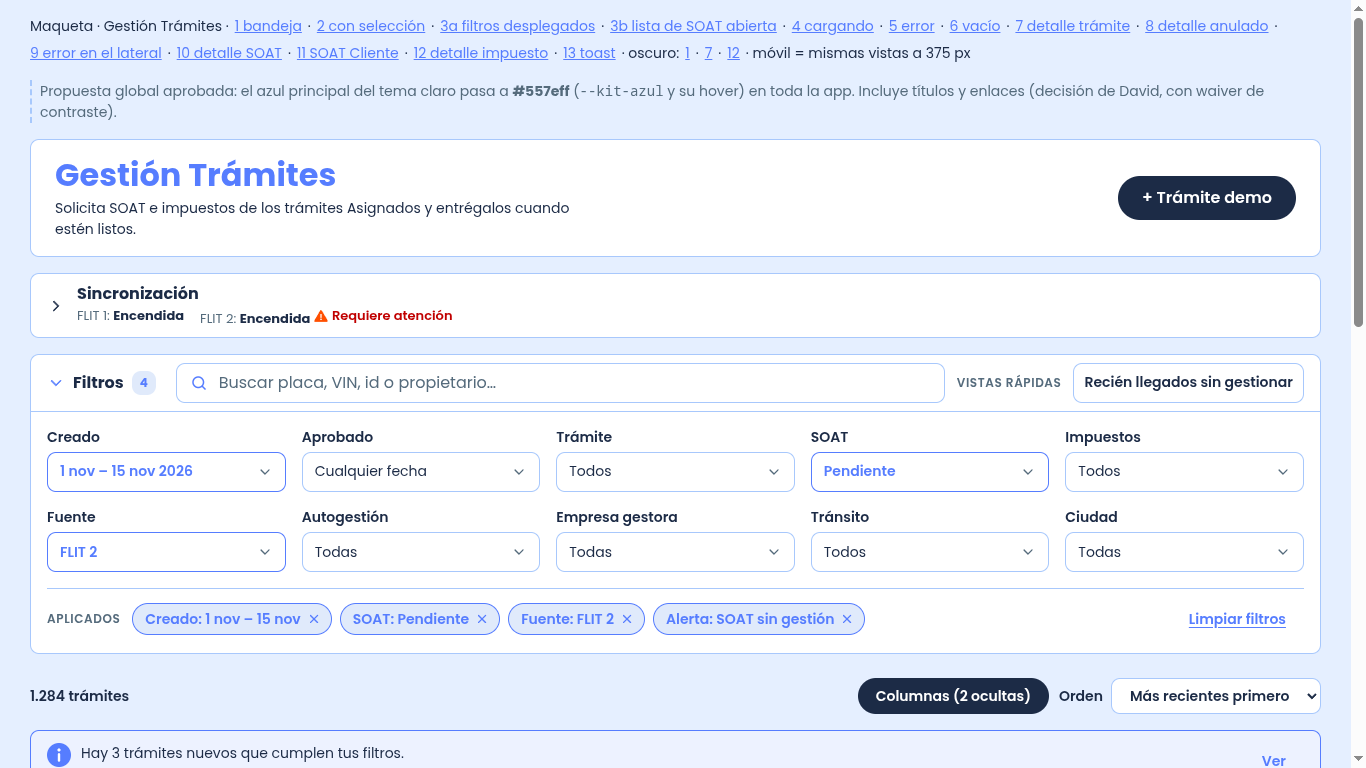 Maqueta · Gestión Trámites · 1 bandeja · 2 con selección · 3a filtros desplegados · 3b lista de SOAT abierta · 4 cargando · 5 error · 6 vacío · 7 detalle trámite · 8 detalle anulado ·
9 error en el lateral · 10 detalle SOAT · 11 SOAT Cliente · 12 detalle impuesto · 13 toast · oscuro: 1 · 7 · 12 · móvil = mismas vistas a 375 px
Propuesta global aprobada: el azul principal del tema claro pasa a #557eff (--kit-azul y su hover) en toda la app. Incluye títulos y enlaces (decisión de David, con waiver de
contraste).
Gestión Trámites
Solicita SOAT e impuestos de los trámites Asignados y entrégalos cuando
estén listos.
+ Trámite demo
Sincronización
FLIT 1: Encendida FLIT 2: Encendida Requiere atención
Filtros 4 Buscar placa, VIN, id o propietario... VISTAS RÁPIDAS Recién llegados sin gestionar
Creado Aprobado Trámite SOAT Impuestos
1 nov – 15 nov 2026 Cualquier fecha Todos Pendiente Todos
Fuente Autogestión Empresa gestora Tránsito Ciudad
FLIT 2 Todas Todas Todos Todas
APLICADOS Creado: 1 nov – 15 nov × SOAT: Pendiente × Fuente: FLIT 2 × Alerta: SOAT sin gestión × Limpiar filtros
1.284 trámites Columnas (2 ocultas) Orden Más recientes primero
Hay 3 trámites nuevos que cumplen tus filtros.
Ver